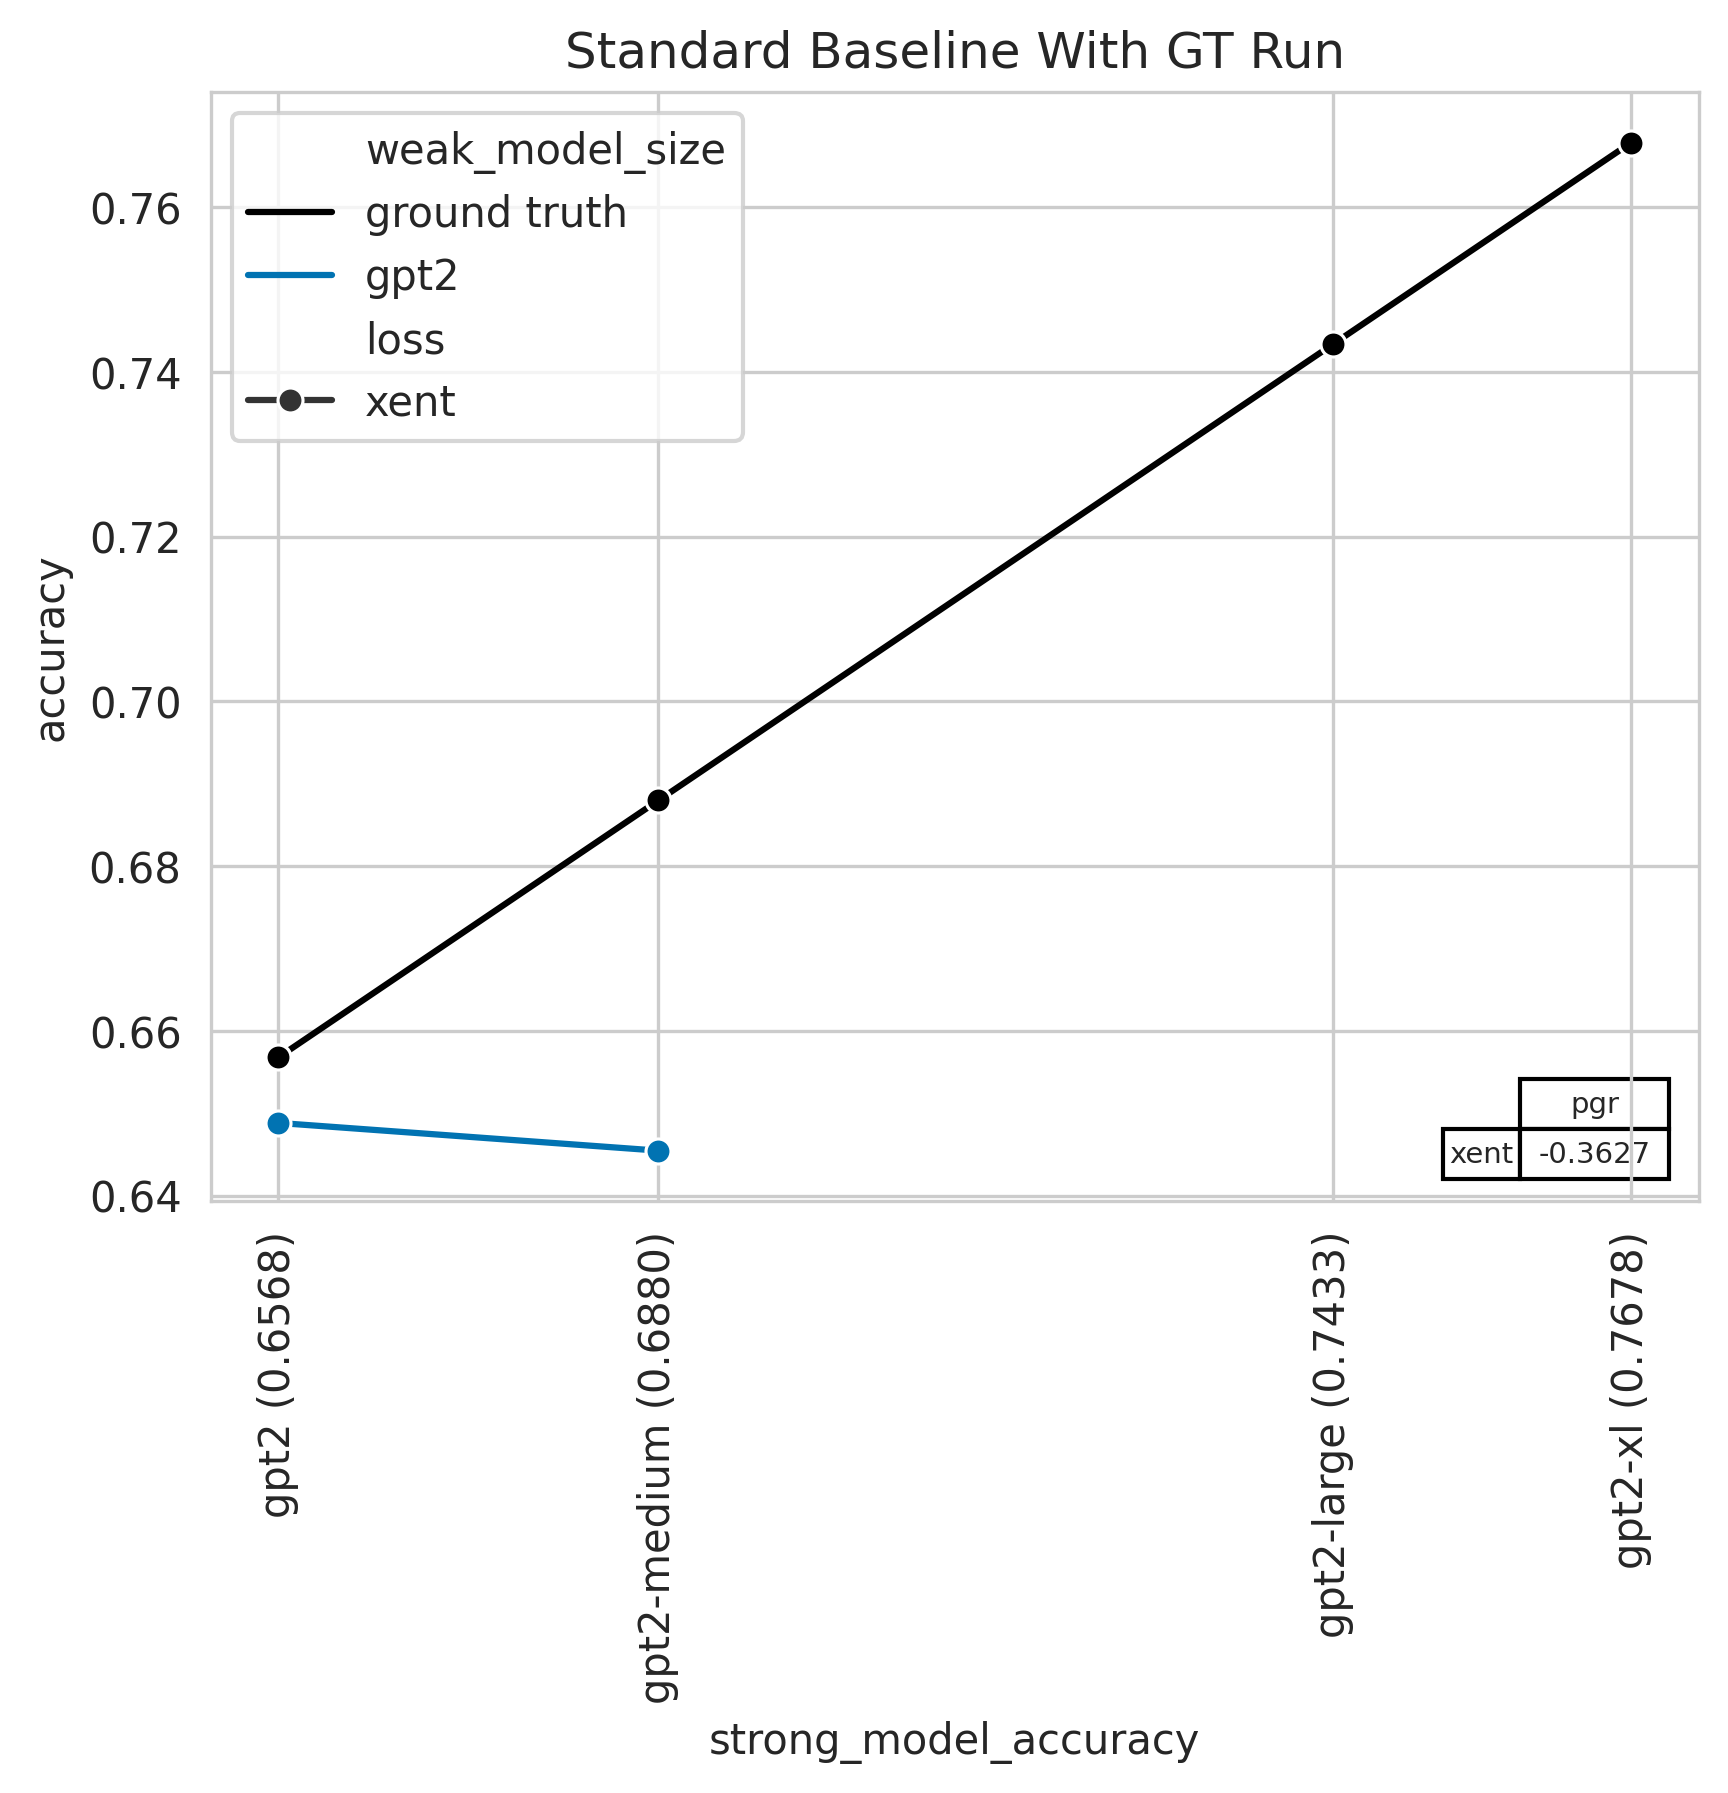 Standard Baseline With GT Run
weak_model_size
ground truth
gpt2
loss
xent
0.76
0.74
0.72
0.70
0.68
0.66
0.64
accuracy
pgr
xent -0.3627
gpt2 (0.6568)
gpt2-medium (0.6880)
gpt2-large (0.7433)
gpt2-xl (0.7678)
strong_model_accuracy